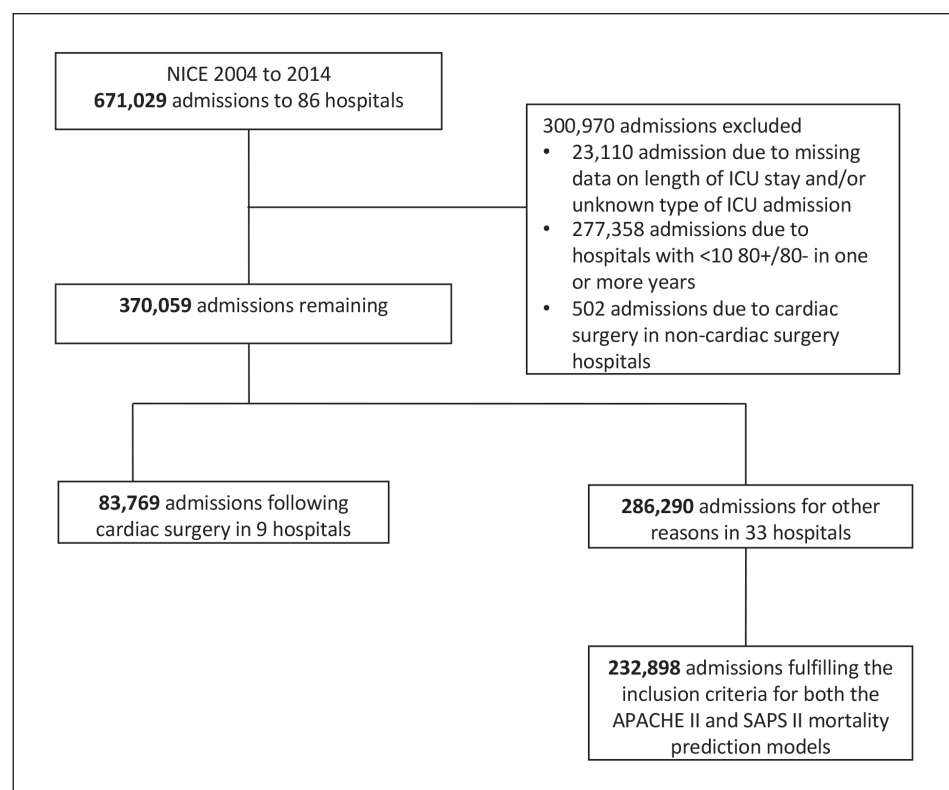 NICE 2004 to 2014
671,029 admissions to 86 hospitals
300,970 admissions excluded
• 23,110 admission due to missing
data on length of ICU stay and/or
unknown type of ICU admission
• 277,358 admissions due to
hospitals with <10 80+/80- in one
or more years
• 502 admissions due to cardiac
surgery in non-cardiac surgery
hospitals
370,059 admissions remaining
83,769 admissions following
cardiac surgery in 9 hospitals
286,290 admissions for other
reasons in 33 hospitals
232,898 admissions fulfilling the
inclusion criteria for both the
APACHE II and SAPS II mortality
prediction models